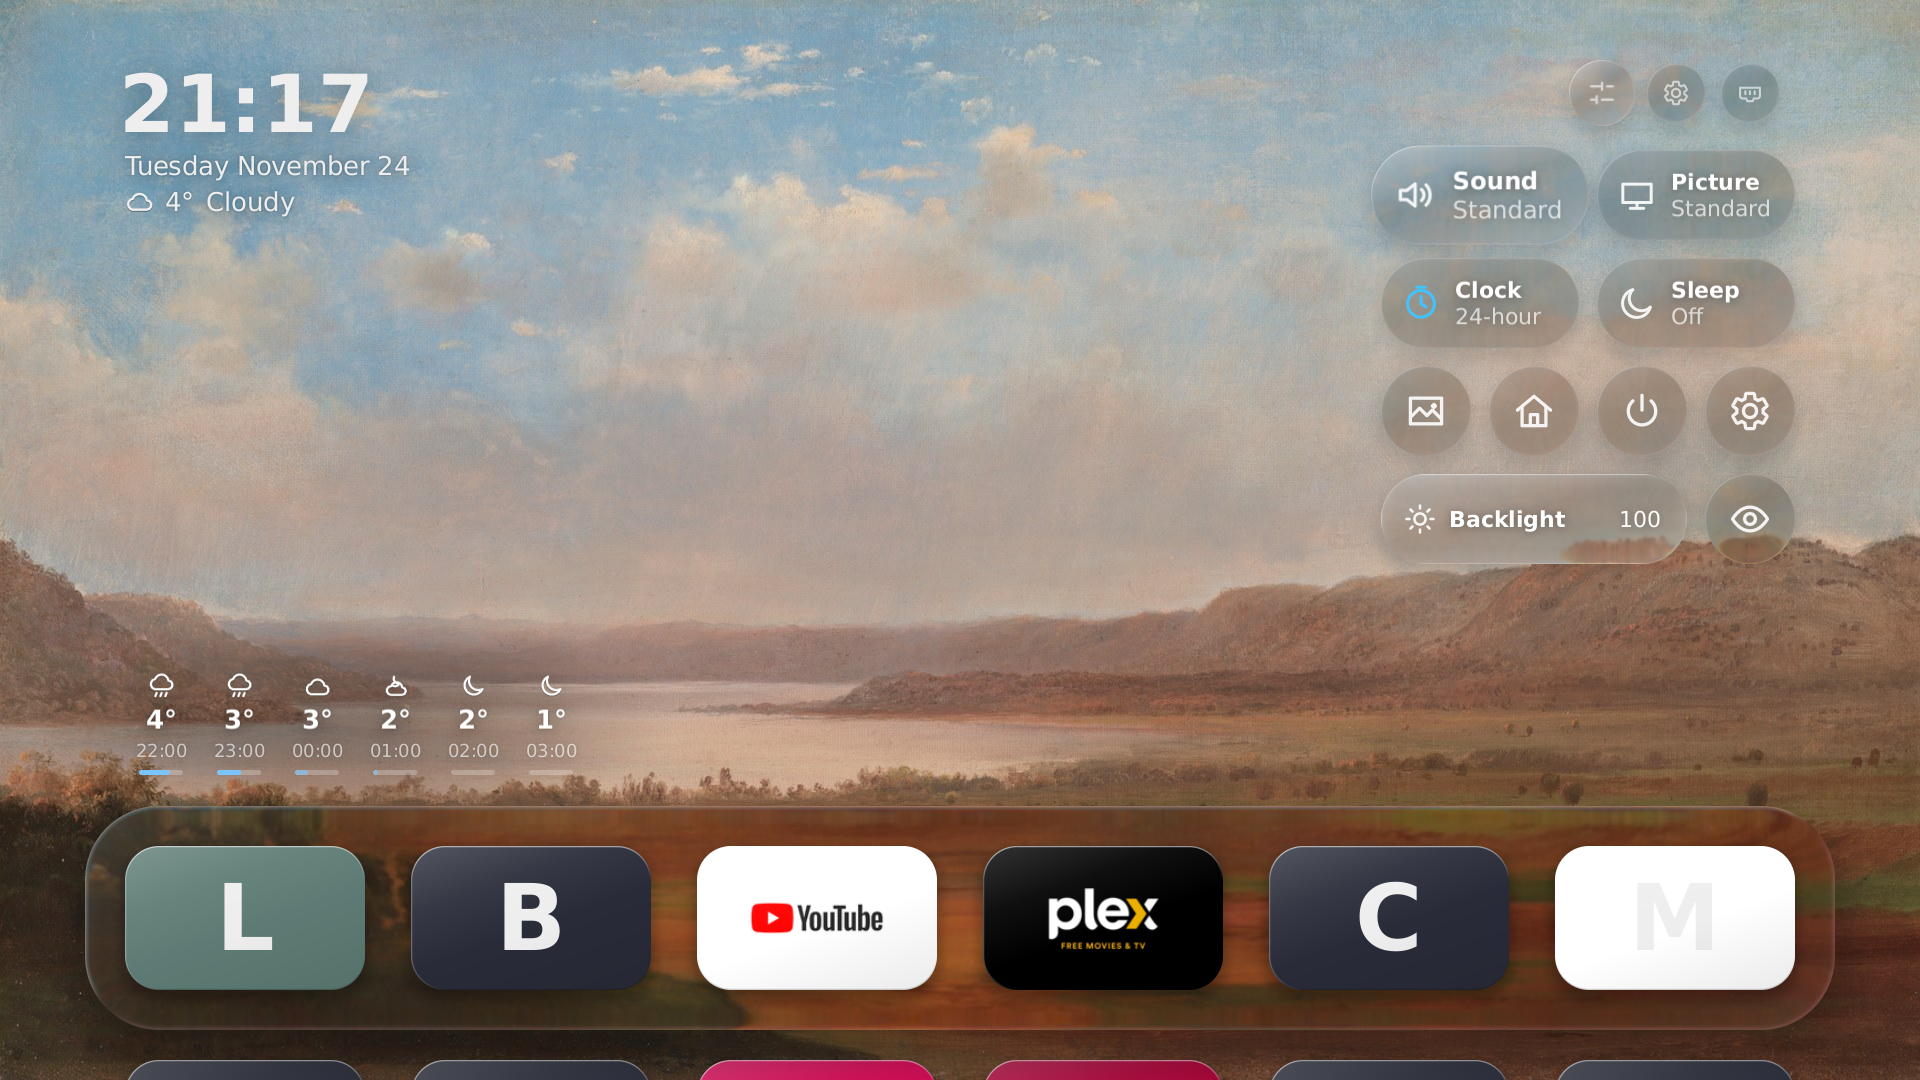 21:17
Tuesday November 24
4° Cloudy
Sound
Standard
Picture
Standard
Clock
24-hour
Sleep
Off
Backlight 100
4° 3° 3° 2° 2° 1°
22:00 23:00 00:00 01:00 02:00 03:00
L B YouTube plex C M
FREE MOVIES & TV